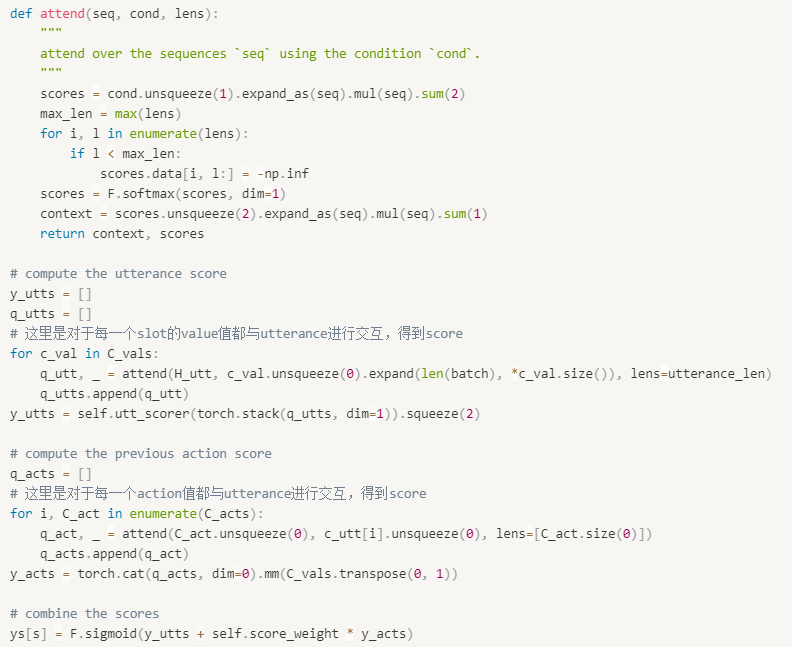 def attend(seq, cond, lens):
    """
    attend over the sequences `seq` using the condition `cond`.
    """
    scores = cond.unsqueeze(1).expand_as(seq).mul(seq).sum(2)
    max_len = max(lens)
    for i, l in enumerate(lens):
        if l < max_len:
            scores.data[i, l:] = -np.inf
    scores = F.softmax(scores, dim=1)
    context = scores.unsqueeze(2).expand_as(seq).mul(seq).sum(1)
    return context, scores

# compute the utterance score
y_utts = []
q_utts = []
# 这里是对于每一个slot的value值都与utterance进行交互，得到score
for c_val in C_vals:
    q_utt, _ = attend(H_utt, c_val.unsqueeze(0).expand(len(batch), *c_val.size()), lens=utterance_len)
    q_utts.append(q_utt)
y_utts = self.utt_scorer(torch.stack(q_utts, dim=1)).squeeze(2)

# compute the previous action score
q_acts = []
# 这里是对于每一个action值都与utterance进行交互，得到score
for i, C_act in enumerate(C_acts):
    q_act, _ = attend(C_act.unsqueeze(0), c_utt[i].unsqueeze(0), lens=[C_act.size(0)])
    q_acts.append(q_act)
y_acts = torch.cat(q_acts, dim=0).mm(C_vals.transpose(0, 1))

# combine the scores
ys[s] = F.sigmoid(y_utts + self.score_weight * y_acts)